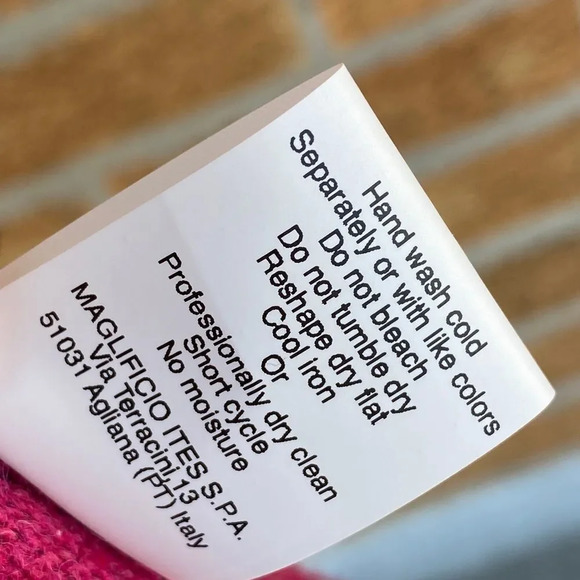 Hand wash cold
Separately or with like colors
Do not bleach
Do not tumble dry
Reshape dry flat
Cool iron
Or
Professionally dry clean
Short cycle
No moisture
MAGLIFICIO ITES S.P.A.
Via Terracini,13
51031 Agliana (PT) Italy